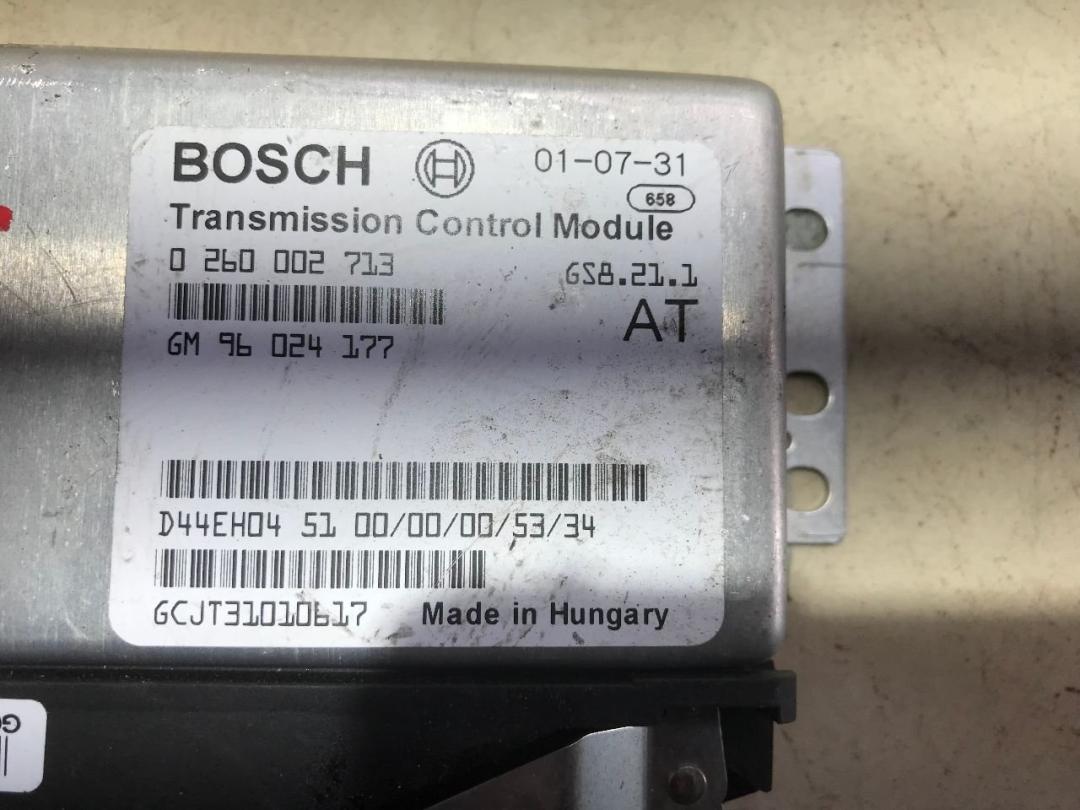 BOSCH 01-07-31
658
Transmission Control Module
0 260 002 713 GS8.21.1
AT
GM 96 024 177
D44EH04 51 00/00/00/53/34
GCJT31010617 Made in Hungary